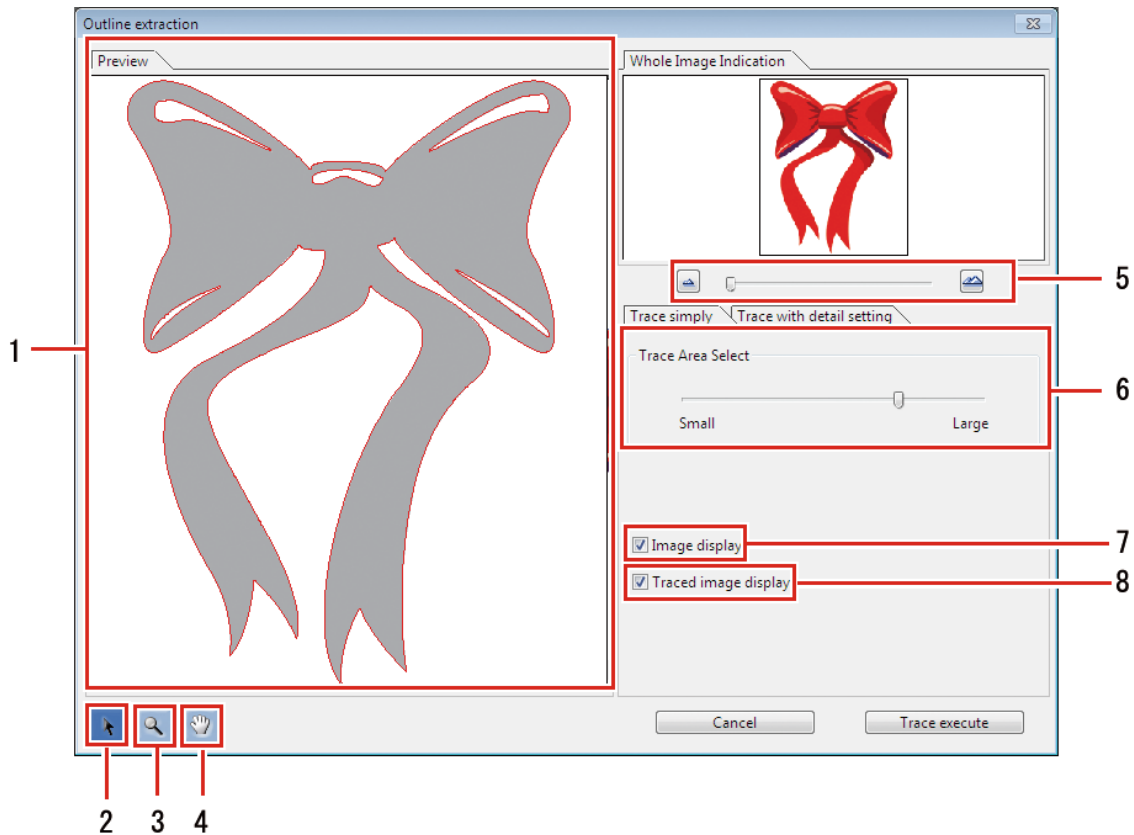 Outline extraction
Preview
Whole Image Indication
5
Trace simply
Trace with detail setting
1
Trace Area Select
6
Small
Large
Image display
7
Traced image display
8
Cancel
Trace execute
2
3
4